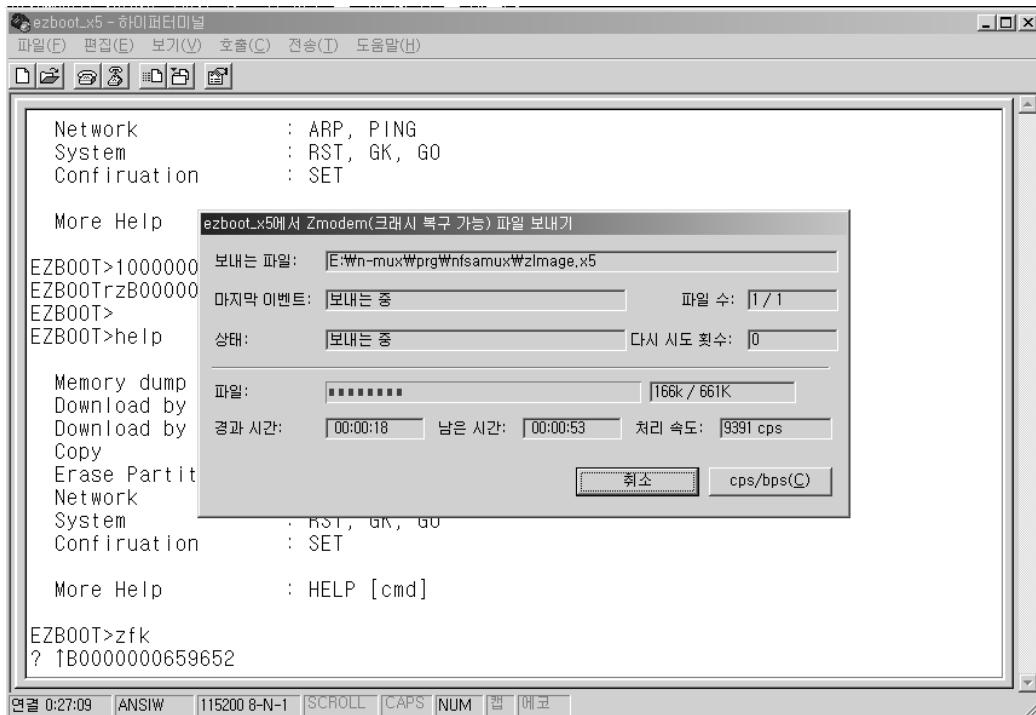 ezboot_x5 - 하이퍼터미널
파일(F) 편집(E) 보기(V) 호출(C) 전송(T) 도움말(H)
Network : ARP, PING
System : RST, GK, GO
Confiruation : SET
More Help
ezboot_x5에서 Zmodem(크래시 복구 가능) 파일 보내기
보내는 파일: E:₩n-mux₩prg₩nfsamux₩zImage.x5
마지막 이벤트: 보내는 중 파일 수: 1 / 1
상태: 보내는 중 다시 시도 횟수: 0
파일: 166k / 661K
경과 시간: 00:00:18 남은 시간: 00:00:53 처리 속도: 9391 cps
취소 cps/bps(C)
EZBOOT>1000000
EZBOOTrzB00000
EZBOOT>
EZBOOT>help
Memory dump
Download by
Download by
Copy
Erase Partit
Network
System : RST, GK, GO
Confiruation : SET
More Help : HELP [cmd]
EZBOOT>zfk
? ↑B0000000659652
연결 0:27:09 ANSIW 115200 8-N-1 SCROLL CAPS NUM 캡 에코